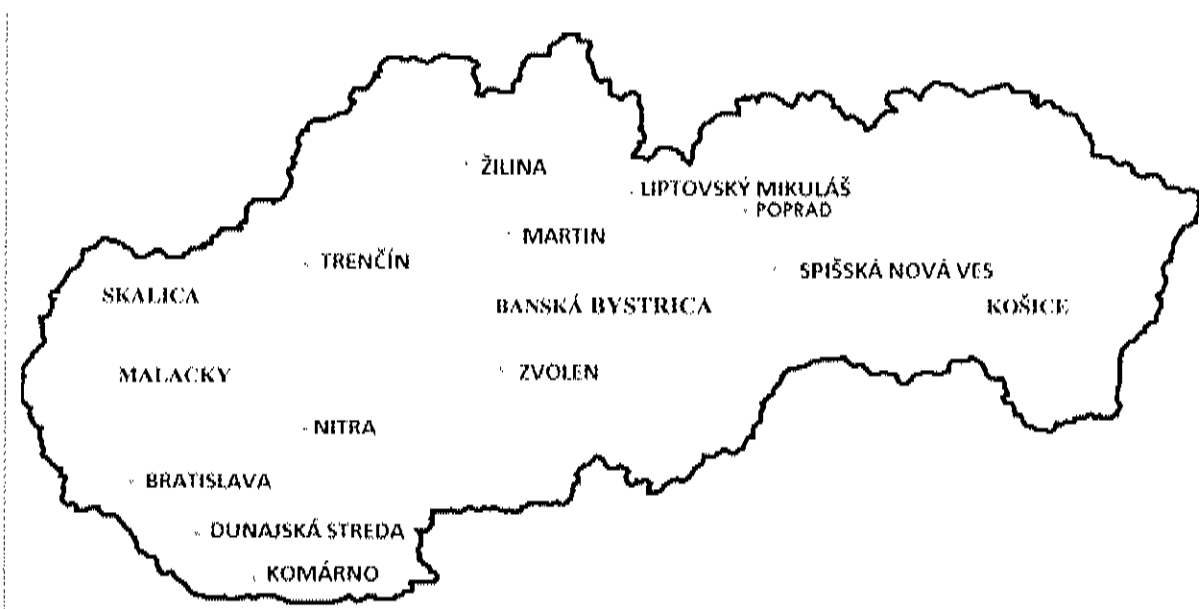 ŽILINA
LIPTOVSKÝ MIKULÁŠ
POPRAD
MARTIN
TRENČÍN
SPIŠSKÁ NOVÁ VES
SKALICA
BANSKÁ BYSTRICA
KOŠICE
MALACKY
ZVOLEN
NITRA
BRATISLAVA
DUNAJSKÁ STREDA
KOMÁRNO